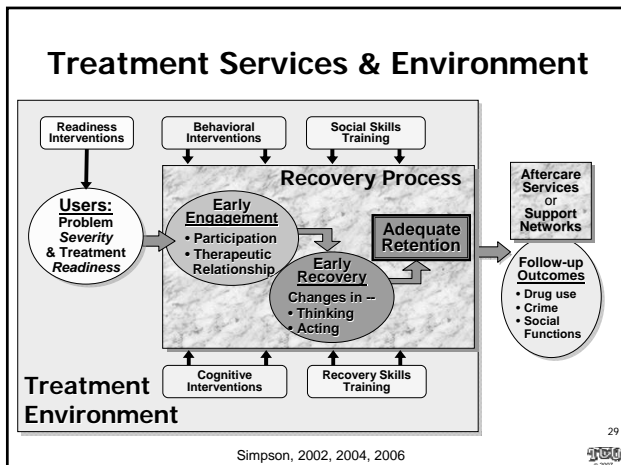 Treatment Services & Environment
Readiness
Interventions
Behavioral
Interventions
Social Skills
Training
Recovery Process
Users:
Problem
Severity
& Treatment
Readiness
Early
Engagement
• Participation
• Therapeutic
Relationship
Early
Recovery
Changes in --
• Thinking
• Acting
Adequate
Retention
Aftercare
Services
or
Support
Networks
Follow-up
Outcomes
• Drug use
• Crime
• Social
Functions
Cognitive
Interventions
Recovery Skills
Training
Treatment
Environment
29
Simpson, 2002, 2004, 2006
TCU
© 2007